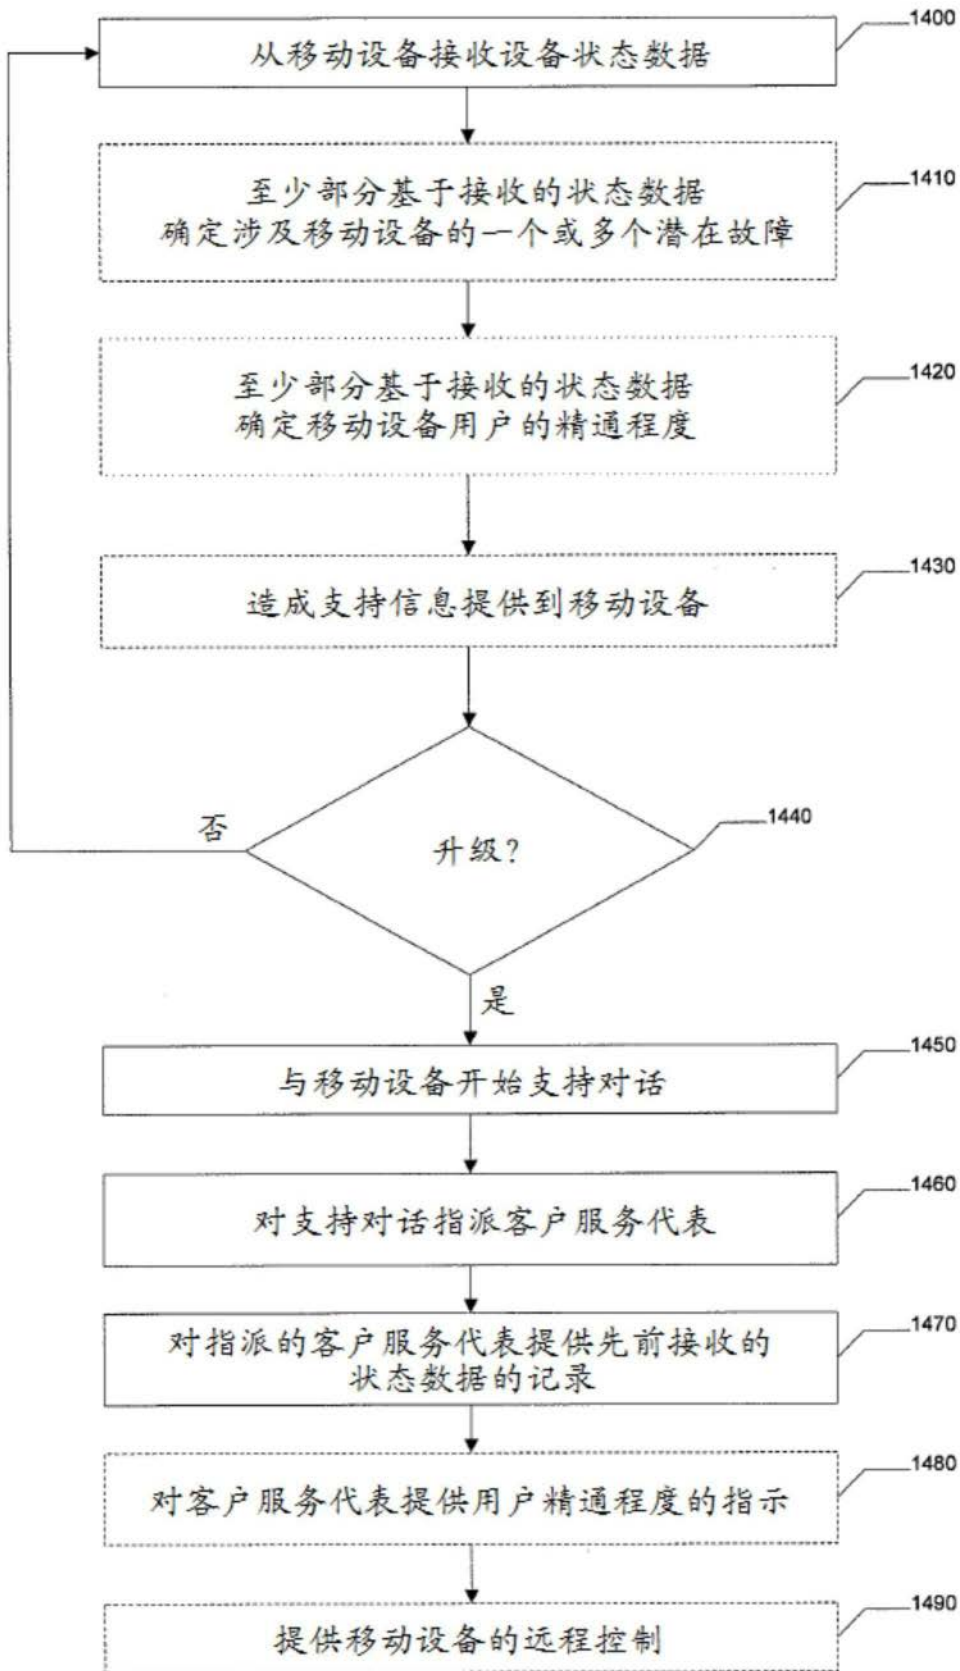 1400
从移动设备接收设备状态数据
1410
至少部分基于接收的状态数据
确定涉及移动设备的一个或多个潜在故障
1420
至少部分基于接收的状态数据
确定移动设备用户的精通程度
1430
造成支持信息提供到移动设备
1440
否
升级?
是
1450
与移动设备开始支持对话
1460
对支持对话指派客户服务代表
1470
对指派的客户服务代表提供先前接收的
状态数据的记录
1480
对客户服务代表提供用户精通程度的指示
1490
提供移动设备的远程控制